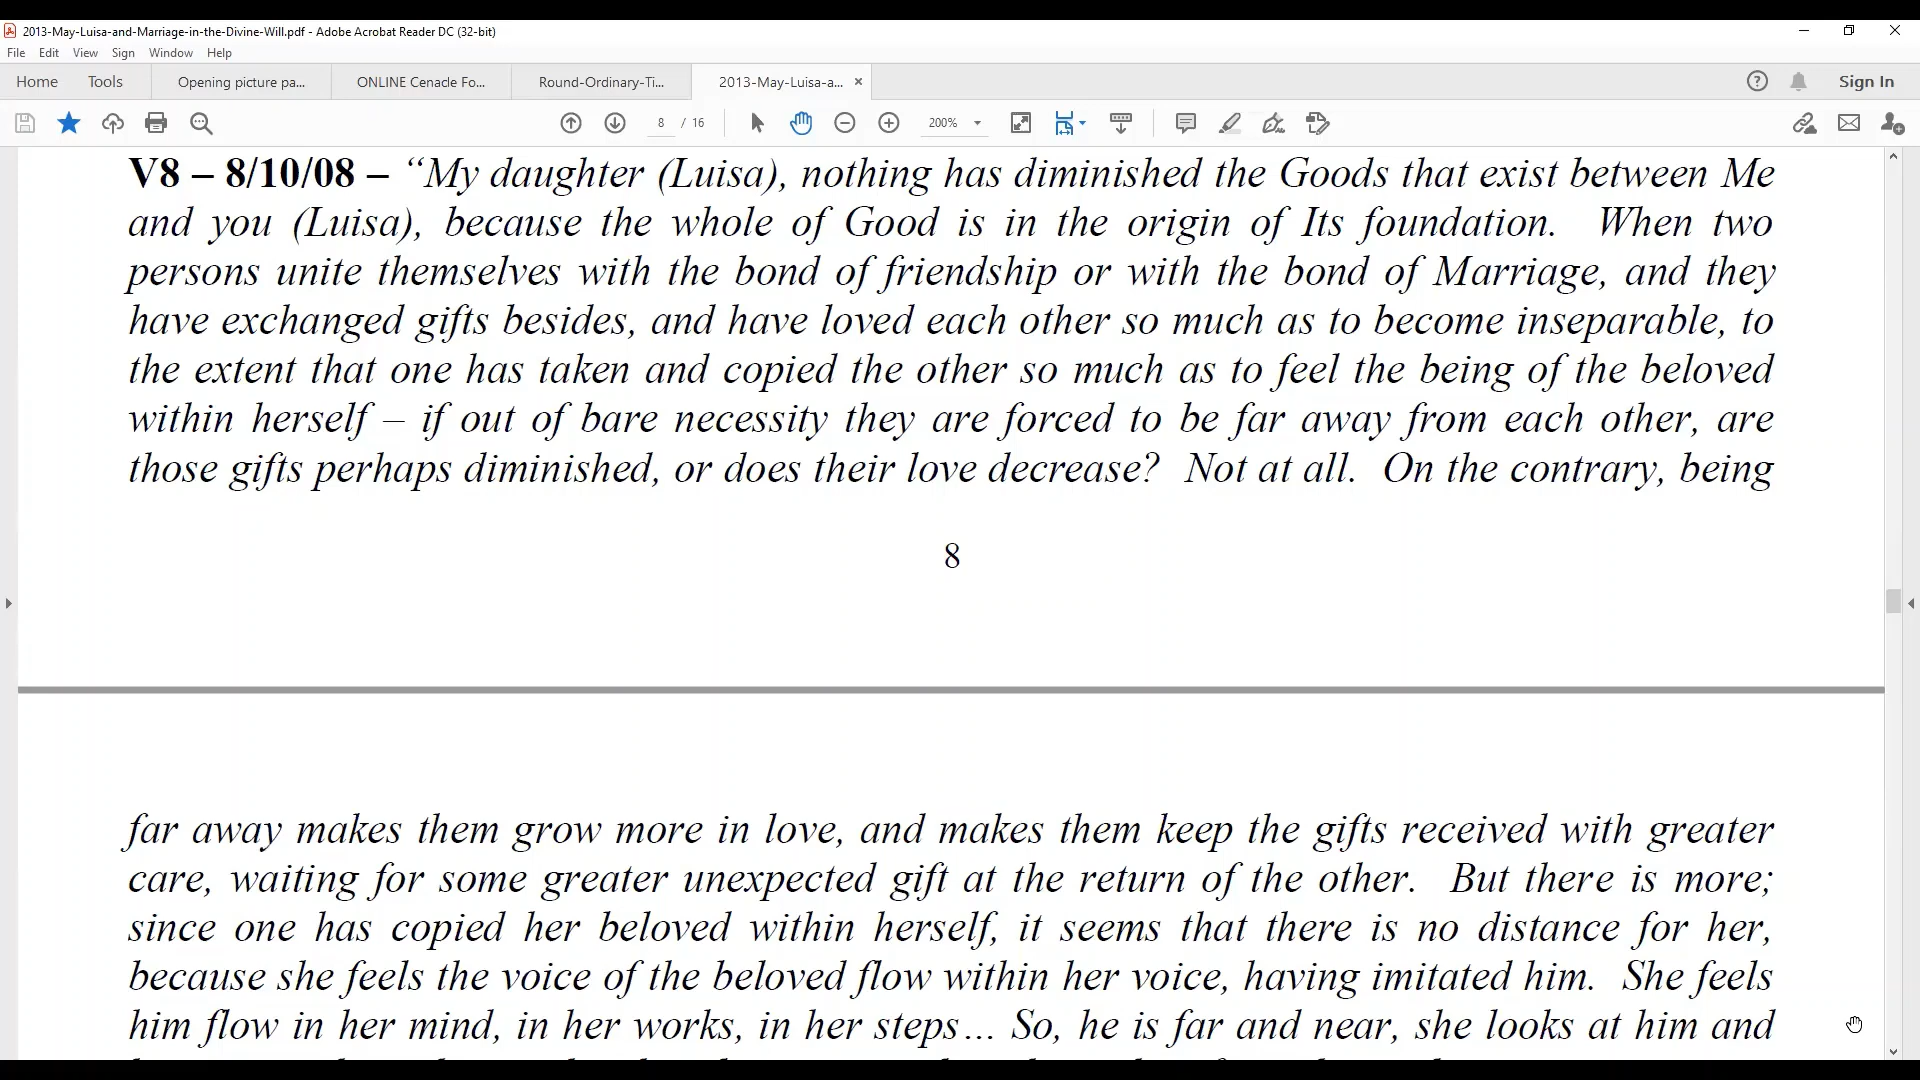 2013-May-Luisa-and-Marriage-in-the-Divine-Will.pdf - Adobe Acrobat Reader DC (32-bit)
File Edit View Sign Window Help
Home Tools Opening picture pa... ONLINE Cenacle Fo... Round-Ordinary-Ti... 2013-May-Luisa-a... × Sign In
8 / 16 200%
V8 – 8/10/08 – “My daughter (Luisa), nothing has diminished the Goods that exist between Me
and you (Luisa), because the whole of Good is in the origin of Its foundation. When two
persons unite themselves with the bond of friendship or with the bond of Marriage, and they
have exchanged gifts besides, and have loved each other so much as to become inseparable, to
the extent that one has taken and copied the other so much as to feel the being of the beloved
within herself – if out of bare necessity they are forced to be far away from each other, are
those gifts perhaps diminished, or does their love decrease? Not at all. On the contrary, being
8
far away makes them grow more in love, and makes them keep the gifts received with greater
care, waiting for some greater unexpected gift at the return of the other. But there is more;
since one has copied her beloved within herself, it seems that there is no distance for her,
because she feels the voice of the beloved flow within her voice, having imitated him. She feels
him flow in her mind, in her works, in her steps… So, he is far and near, she looks at him and